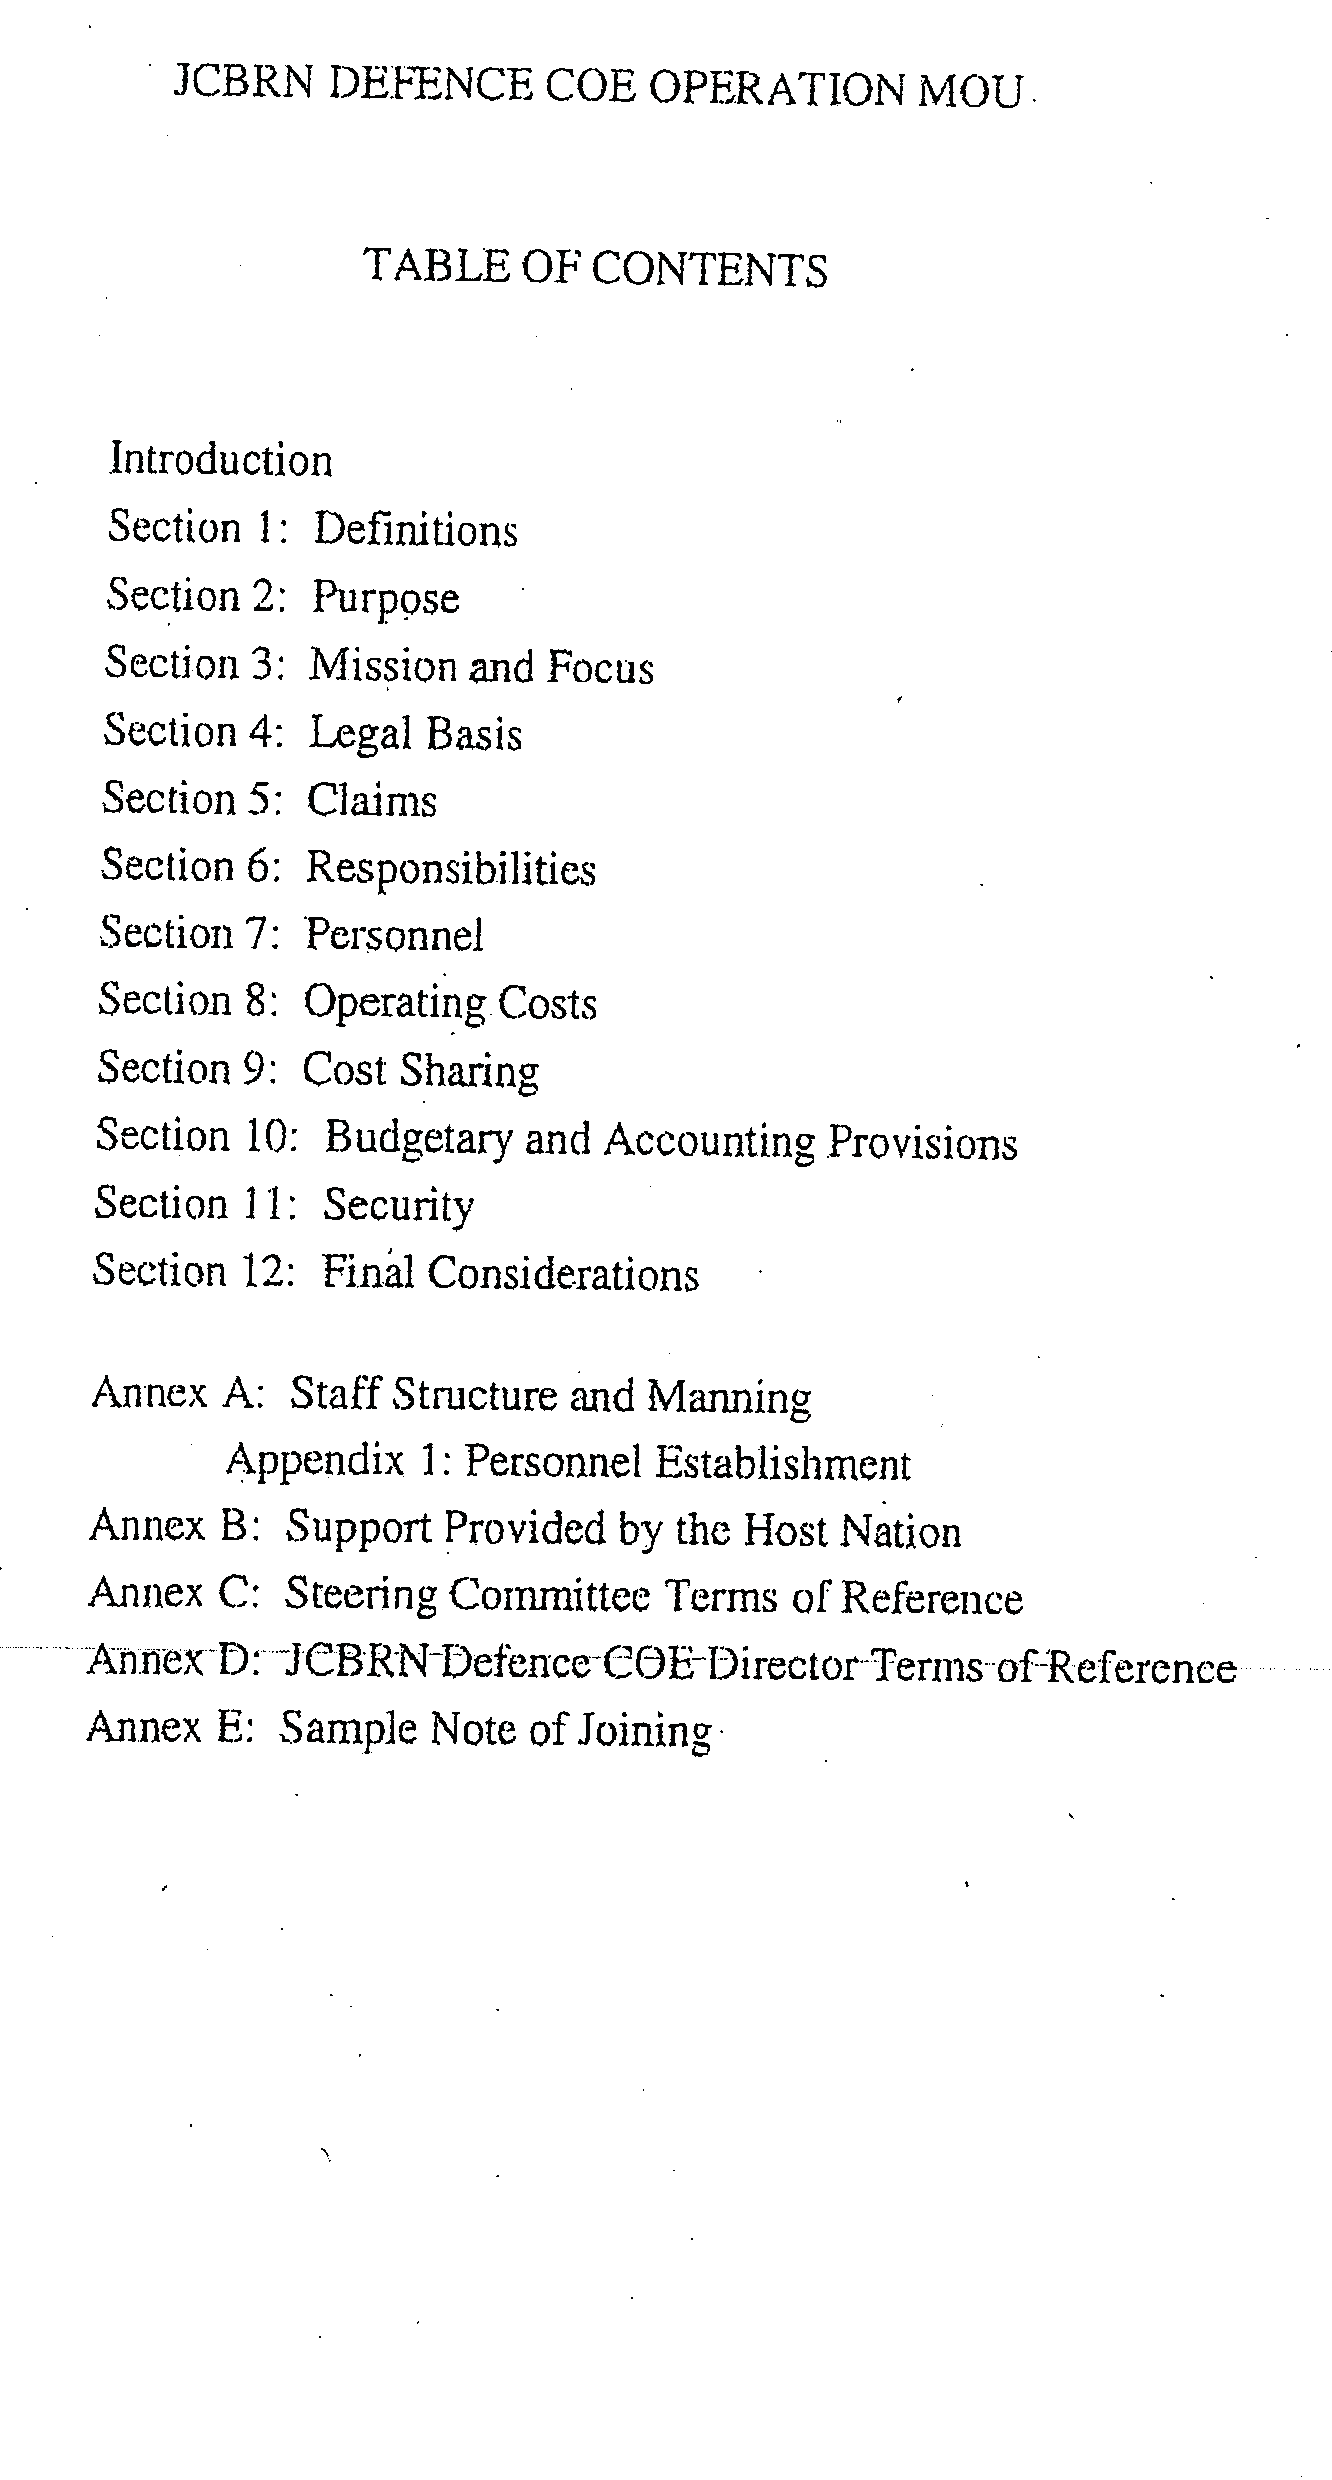 JCBRN DEFENCE COE OPERATION MOU
TABLE OF CONTENTS
Introduction
Section 1: Definitions
Section 2: Purpose
Section 3: Mission and Focus
Section 4: Legal Basis
Section 5: Claims
Section 6: Responsibilities
Section 7: Personnel
Section 8: Operating Costs
Section 9: Cost Sharing
Section 10: Budgetary and Accounting Provisions
Section 11: Security
Section 12: Final Considerations
Annex A: Staff Structure and Manning
Appendix 1: Personnel Establishment
Annex B: Support Provided by the Host Nation
Annex C: Steering Committee Terms of Reference
Annex D: JCBRN Defence COE Director Terms of Reference
Annex E: Sample Note of Joining